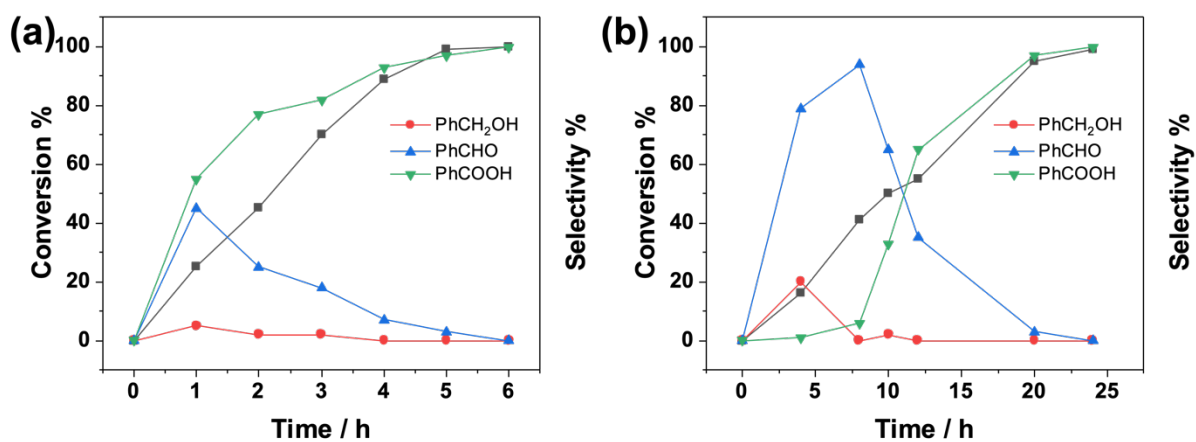 (a)
Conversion %
100
80
60
40
20
0
PhCH₂OH
PhCHO
PhCOOH
Selectivity %
0 1 2 3 4 5 6
Time / h
(b)
Conversion %
100
80
60
40
20
0
PhCH₂OH
PhCHO
PhCOOH
Selectivity %
0 5 10 15 20 25
Time / h